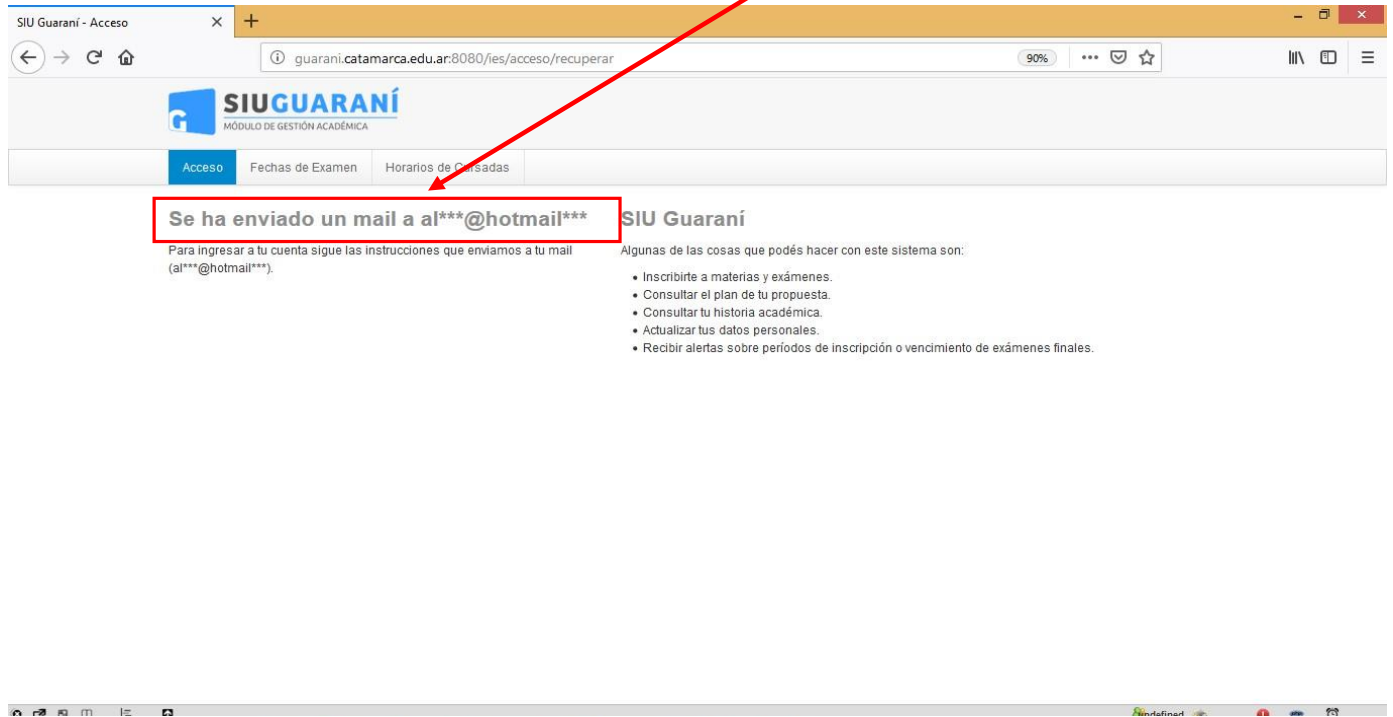 SIU Guaraní - Acceso
guarani.catamarca.edu.ar:8080/ies/acceso/recuperar
90%
G SIUGUARANÍ
MÓDULO DE GESTIÓN ACADÉMICA
Acceso Fechas de Examen Horarios de Cursadas
Se ha enviado un mail a al***@hotmail***
Para ingresar a tu cuenta sigue las instrucciones que enviamos a tu mail
(al***@hotmail***).
SIU Guaraní
Algunas de las cosas que podés hacer con este sistema son:
• Inscribirte a materias y exámenes.
• Consultar el plan de tu propuesta.
• Consultar tu historia académica.
• Actualizar tus datos personales.
• Recibir alertas sobre períodos de inscripción o vencimiento de exámenes finales.
undefined